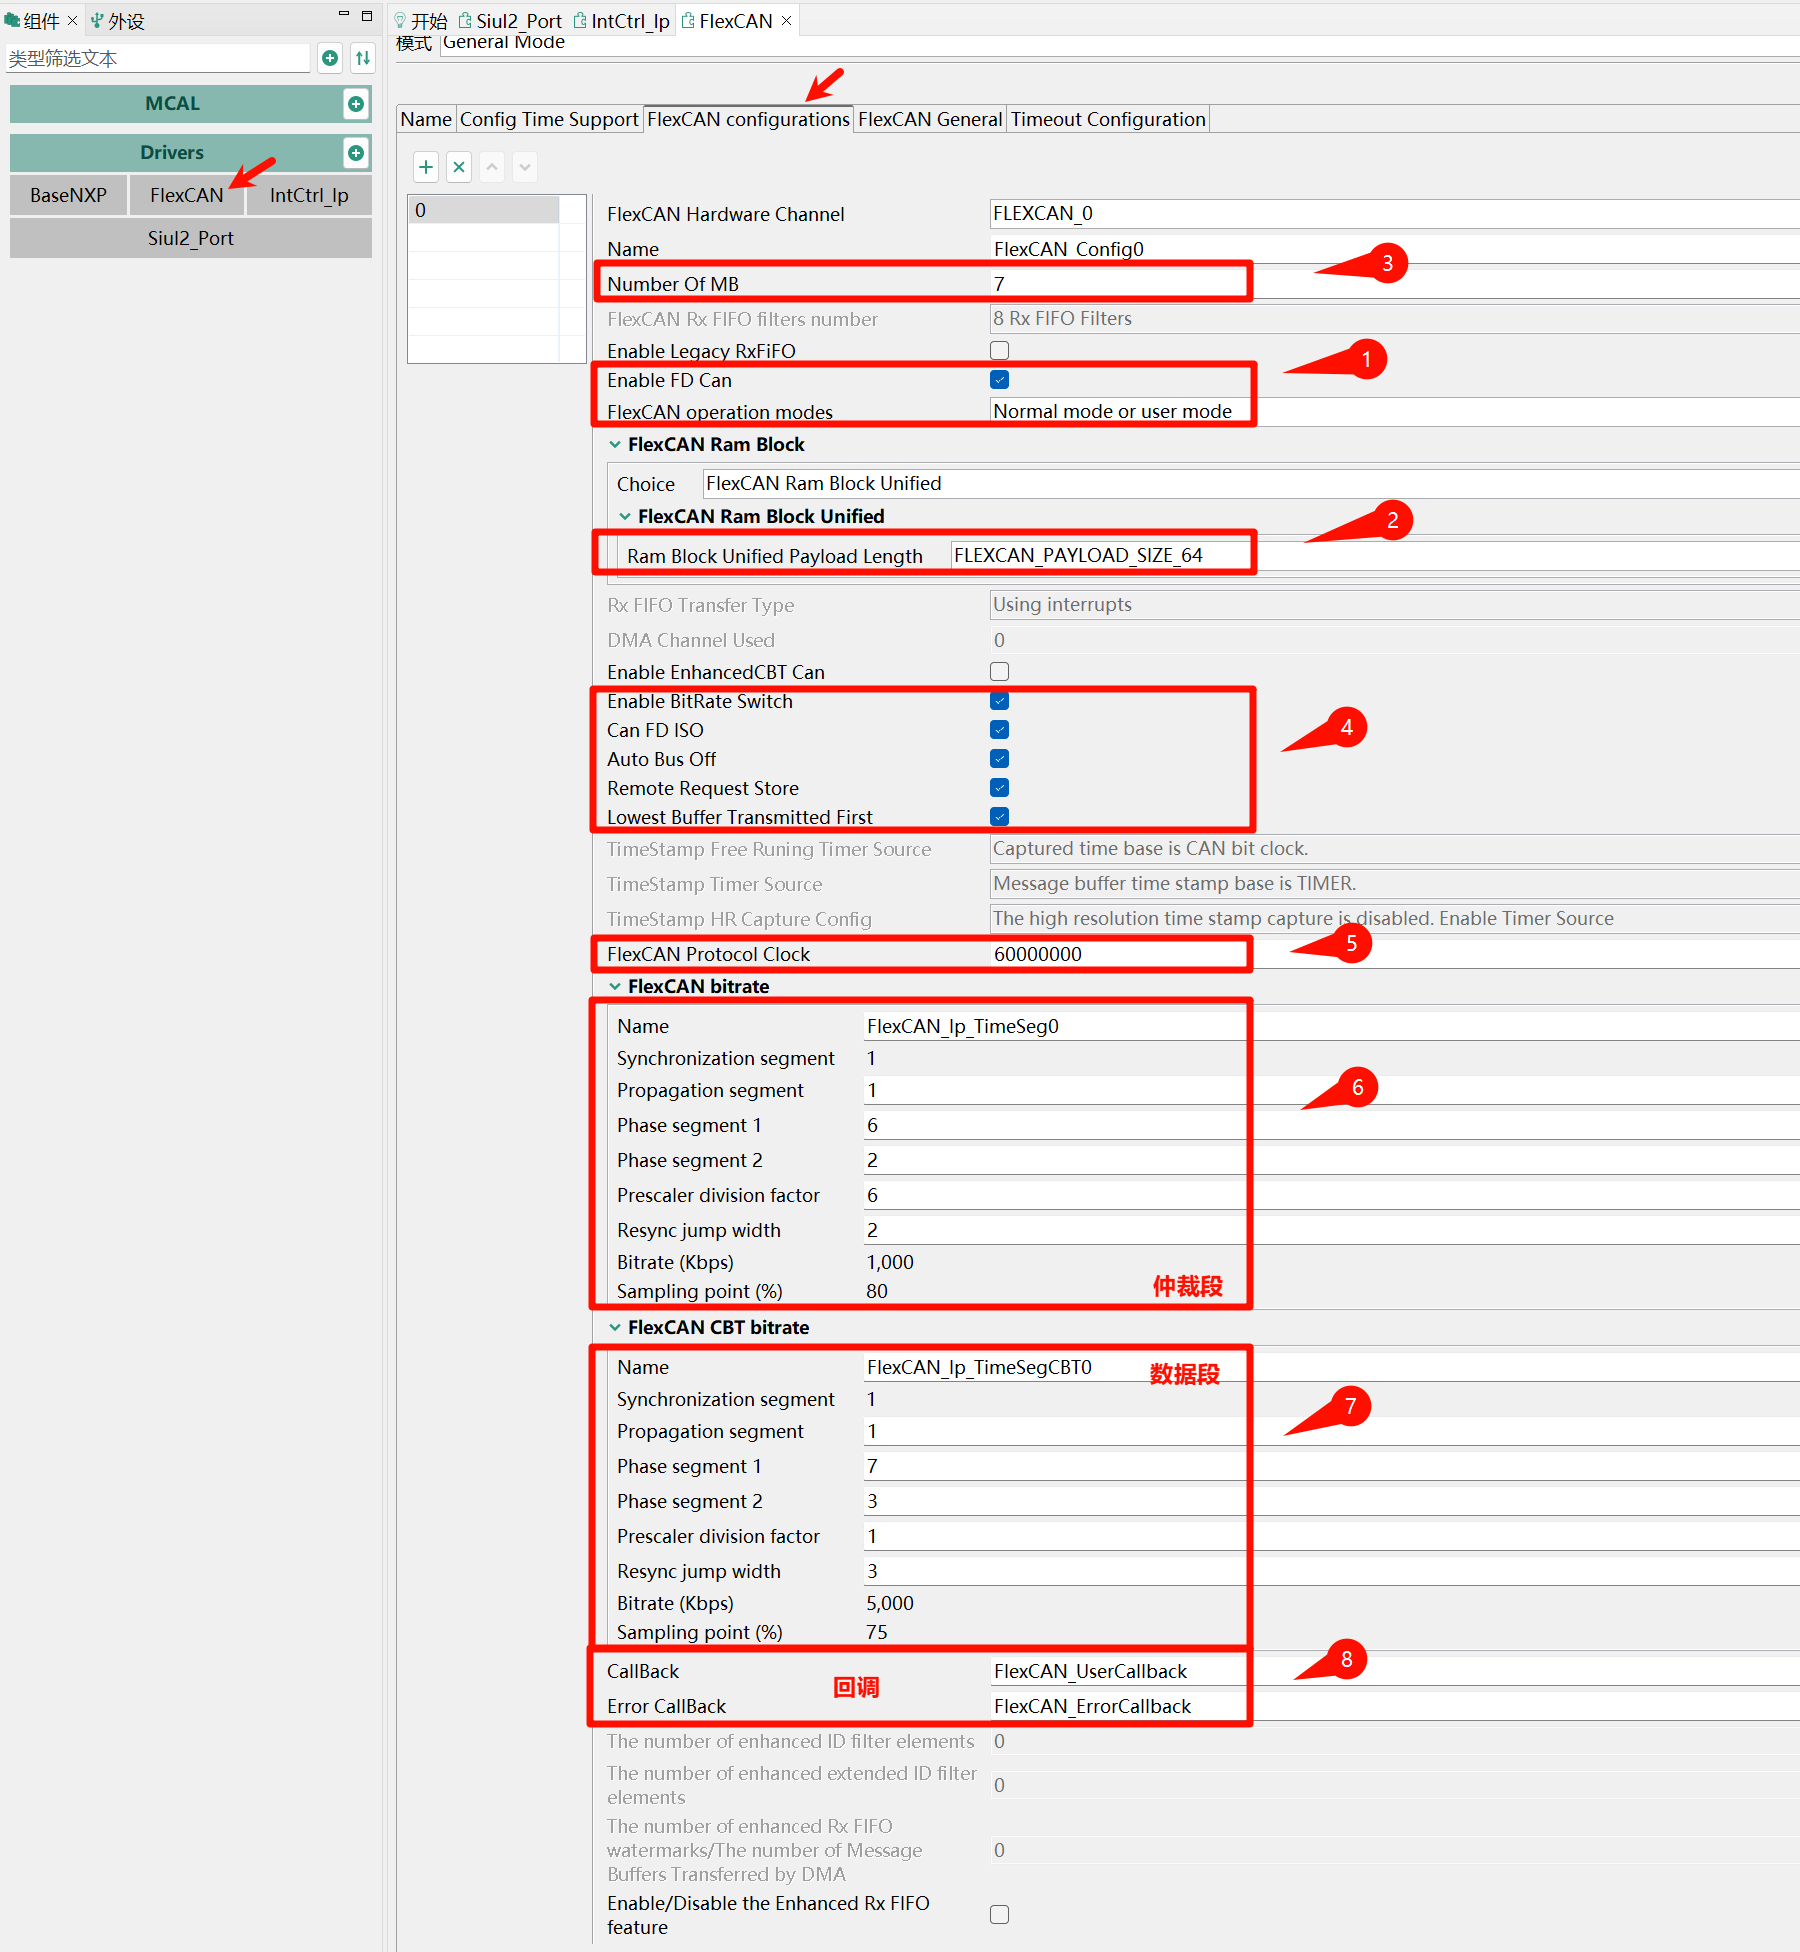 组件 外设
类型筛选文本
MCAL
Drivers
BaseNXP FlexCAN IntCtrl_Ip
Siul2_Port
开始 Siul2_Port IntCtrl_Ip FlexCAN
模式 General Mode
Name Config Time Support FlexCAN configurations FlexCAN General Timeout Configuration
0
FlexCAN Hardware Channel FLEXCAN_0
Name FlexCAN_Config0
3
Number Of MB 7
FlexCAN Rx FIFO filters number 8 Rx FIFO Filters
Enable Legacy RxFiFO
1
Enable FD Can
FlexCAN operation modes Normal mode or user mode
FlexCAN Ram Block
Choice FlexCAN Ram Block Unified
FlexCAN Ram Block Unified
2
Ram Block Unified Payload Length FLEXCAN_PAYLOAD_SIZE_64
Rx FIFO Transfer Type Using interrupts
DMA Channel Used 0
Enable EnhancedCBT Can
Enable BitRate Switch
Can FD ISO
4
Auto Bus Off
Remote Request Store
Lowest Buffer Transmitted First
TimeStamp Free Runing Timer Source Captured time base is CAN bit clock.
TimeStamp Timer Source Message buffer time stamp base is TIMER.
TimeStamp HR Capture Config The high resolution time stamp capture is disabled. Enable Timer Source
5
FlexCAN Protocol Clock 60000000
FlexCAN bitrate
Name FlexCAN_Ip_TimeSeg0
Synchronization segment 1
Propagation segment 1
6
Phase segment 1 6
Phase segment 2 2
Prescaler division factor 6
Resync jump width 2
Bitrate (Kbps) 1,000
Sampling point (%) 80 仲裁段
FlexCAN CBT bitrate
Name FlexCAN_Ip_TimeSegCBT0 数据段
Synchronization segment 1
7
Propagation segment 1
Phase segment 1 7
Phase segment 2 3
Prescaler division factor 1
Resync jump width 3
Bitrate (Kbps) 5,000
Sampling point (%) 75
8
CallBack FlexCAN_UserCallback
回调
Error CallBack FlexCAN_ErrorCallback
The number of enhanced ID filter elements 0
The number of enhanced extended ID filter
elements 0
The number of enhanced Rx FIFO
watermarks/The number of Message 0
Buffers Transferred by DMA
Enable/Disable the Enhanced Rx FIFO
feature